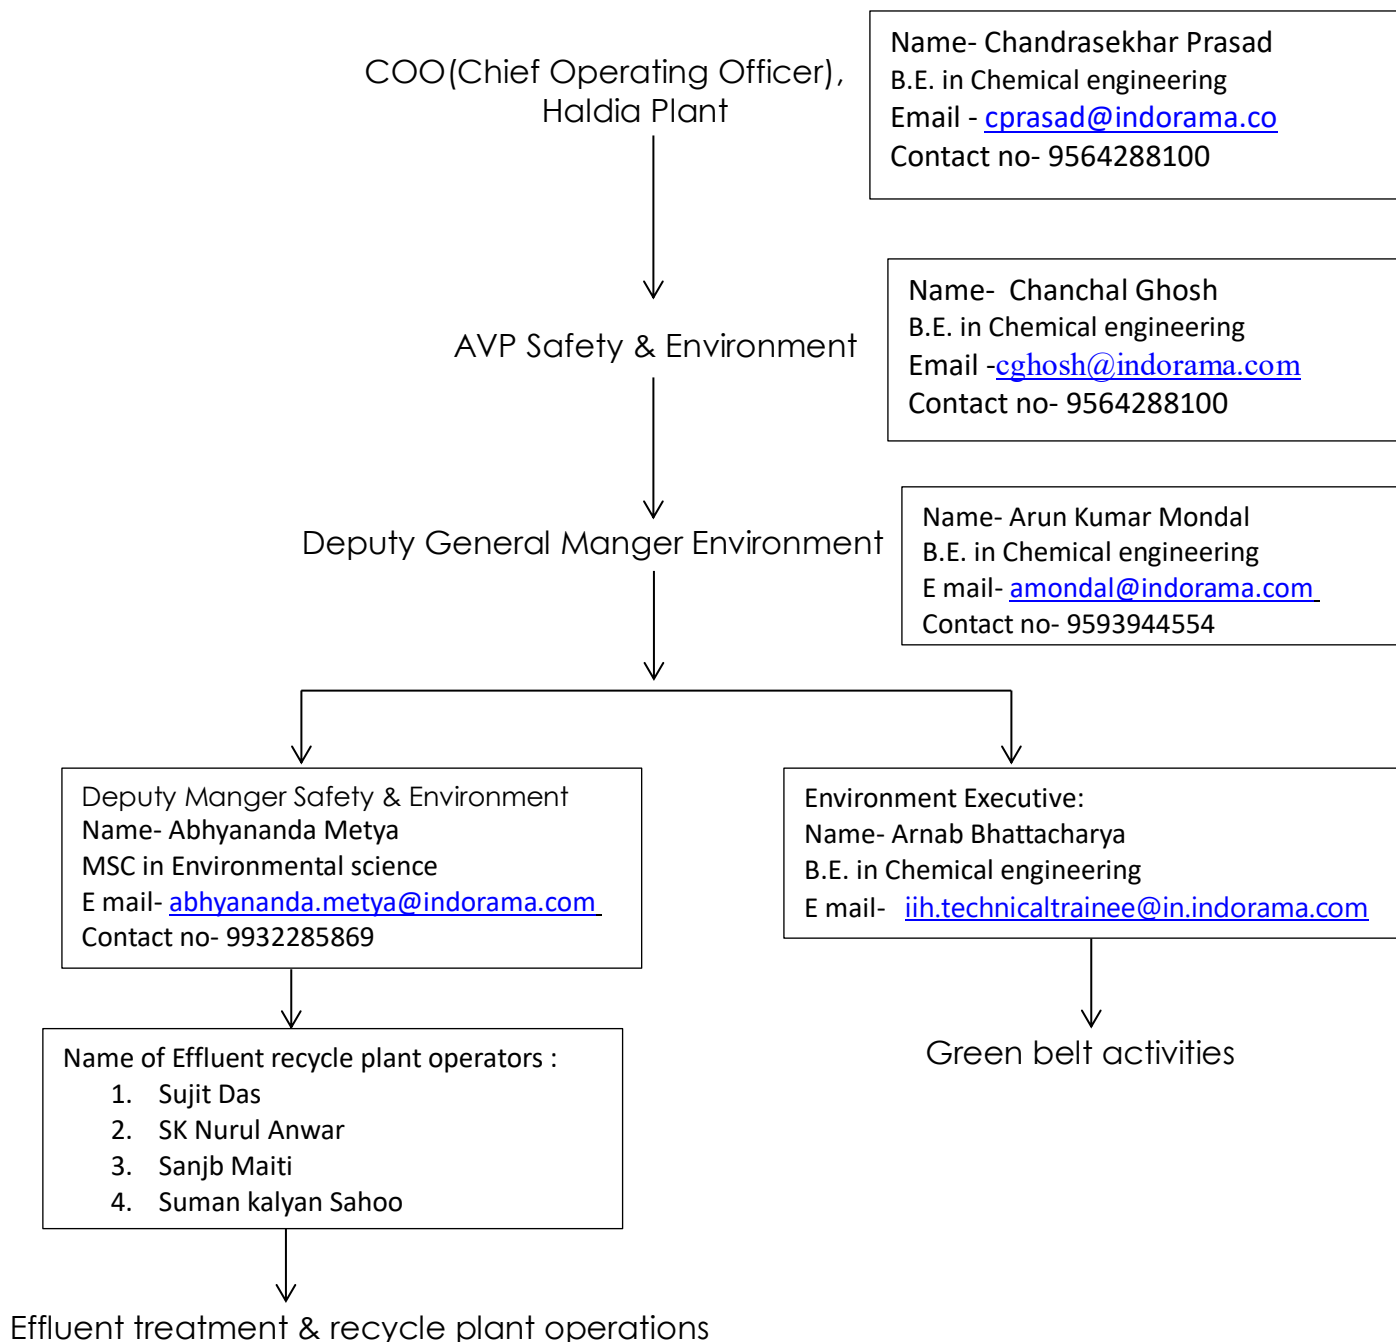 COO(Chief Operating Officer),
Haldia Plant
Name- Chandrasekhar Prasad
B.E. in Chemical engineering
Email - cprasad@indorama.co
Contact no- 9564288100
AVP Safety & Environment
Name-  Chanchal Ghosh
B.E. in Chemical engineering
Email -cghosh@indorama.com
Contact no- 9564288100
Deputy General Manger Environment
Name- Arun Kumar Mondal
B.E. in Chemical engineering
E mail- amondal@indorama.com
Contact no- 9593944554
Deputy Manger Safety & Environment
Name- Abhyananda Metya
MSC in Environmental science
E mail- abhyananda.metya@indorama.com
Contact no- 9932285869
Environment Executive:
Name- Arnab Bhattacharya
B.E. in Chemical engineering
E mail-  iih.technicaltrainee@in.indorama.com
Name of Effluent recycle plant operators :
1. Sujit Das
2. SK Nurul Anwar
3. Sanjb Maiti
4. Suman kalyan Sahoo
Green belt activities
Effluent treatment & recycle plant operations